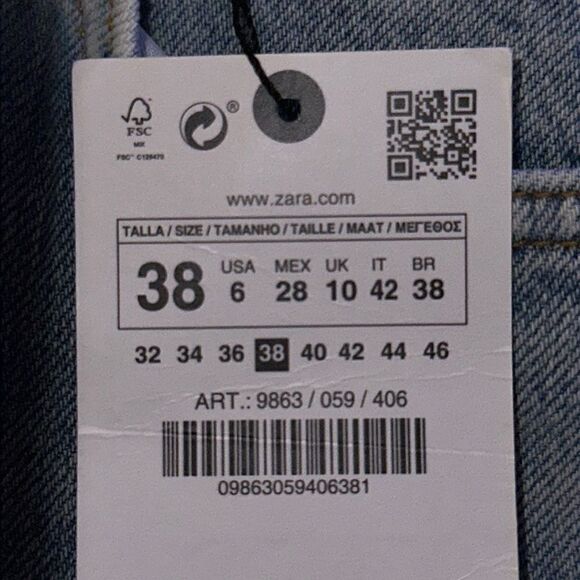 FSC
MIX
®
www.zara.com
TALLA / SIZE / TAMANHO / TAILLE / MAAT / ΜΕΓΕΘΟΣ
38 USA 6 MEX 28 UK 10 IT 42 BR 38
32 34 36 38 40 42 44 46
ART.: 9863 / 059 / 406
09863059406381